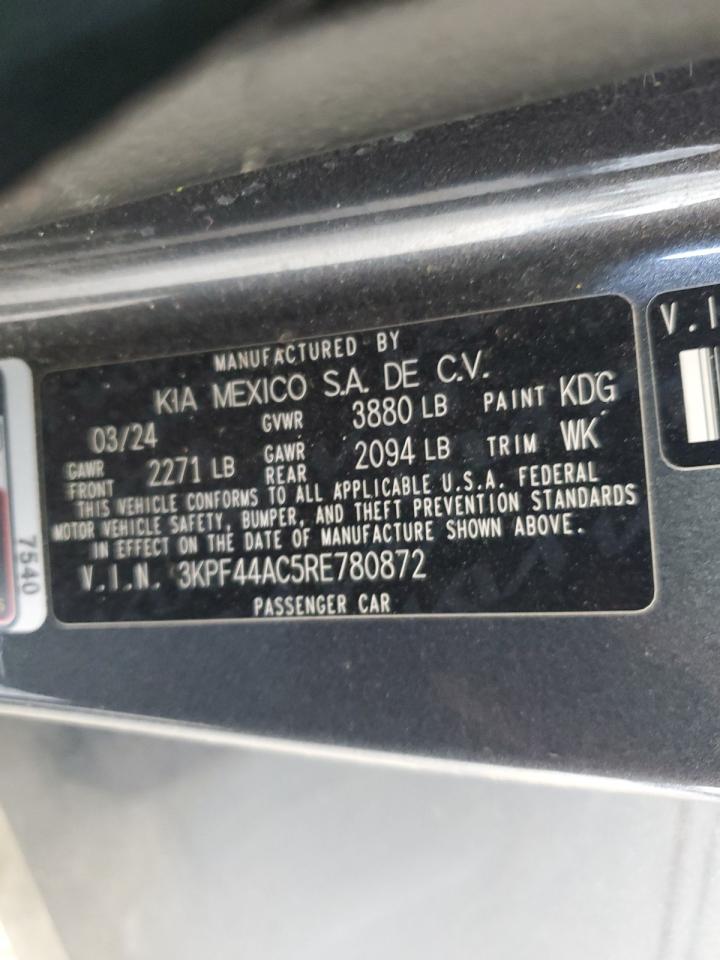 MANUFACTURED BY
KIA MEXICO S.A. DE C.V.
03/24 GVWR 3880 LB PAINT KDG
GAWR FRONT 2271 LB GAWR REAR 2094 LB TRIM WK
THIS VEHICLE CONFORMS TO ALL APPLICABLE U.S.A. FEDERAL
MOTOR VEHICLE SAFETY, BUMPER, AND THEFT PREVENTION STANDARDS
IN EFFECT ON THE DATE OF MANUFACTURE SHOWN ABOVE.
V.I.N. 3KPF44AC5RE780872
PASSENGER CAR
7540
V.I